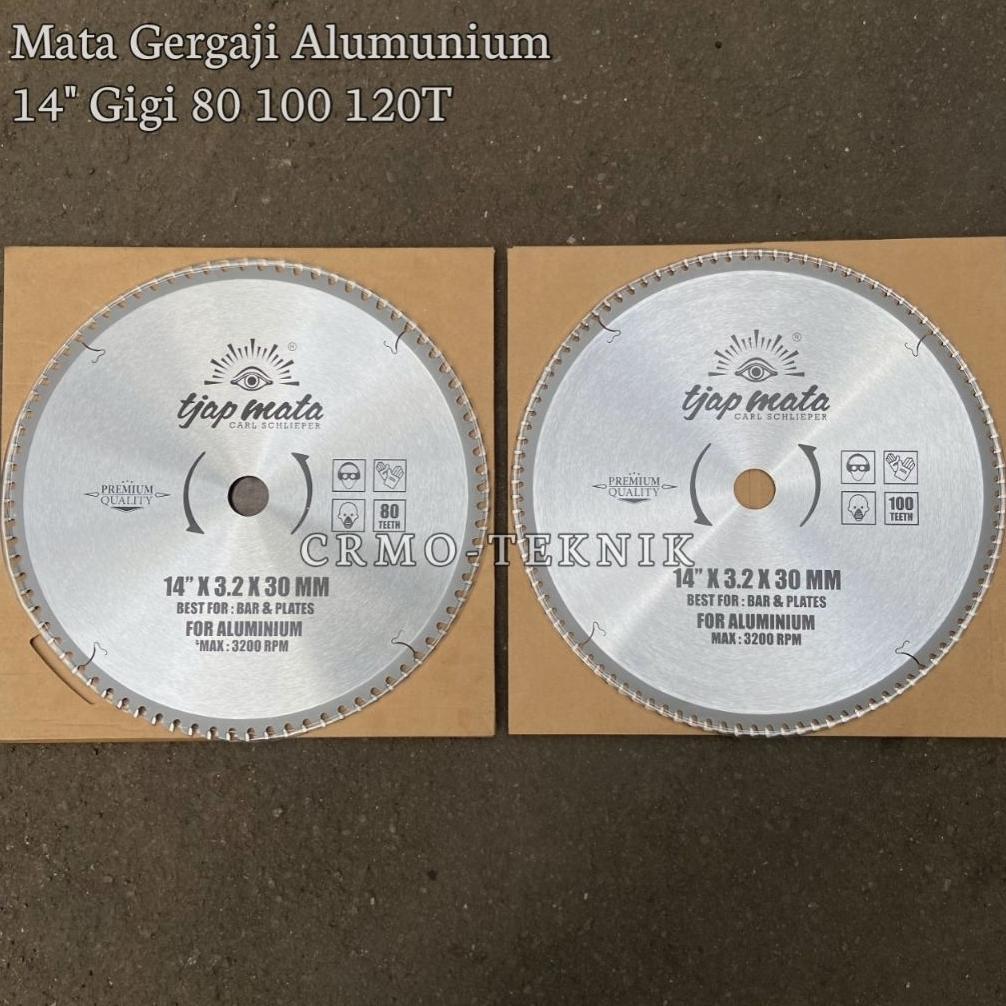 Mata Gergaji Alumunium
14" Gigi 80 100 120T
®
tjap mata
CARL SCHLIEPER
PREMIUM
QUALITY
80
TEETH
14” X 3.2 X 30 MM
BEST FOR : BAR & PLATES
FOR ALUMINIUM
MAX : 3200 RPM
®
tjap mata
CARL SCHLIEPER
PREMIUM
QUALITY
100
TEETH
14” X 3.2 X 30 MM
BEST FOR : BAR & PLATES
FOR ALUMINIUM
MAX : 3200 RPM
CRMO-TEKNIK